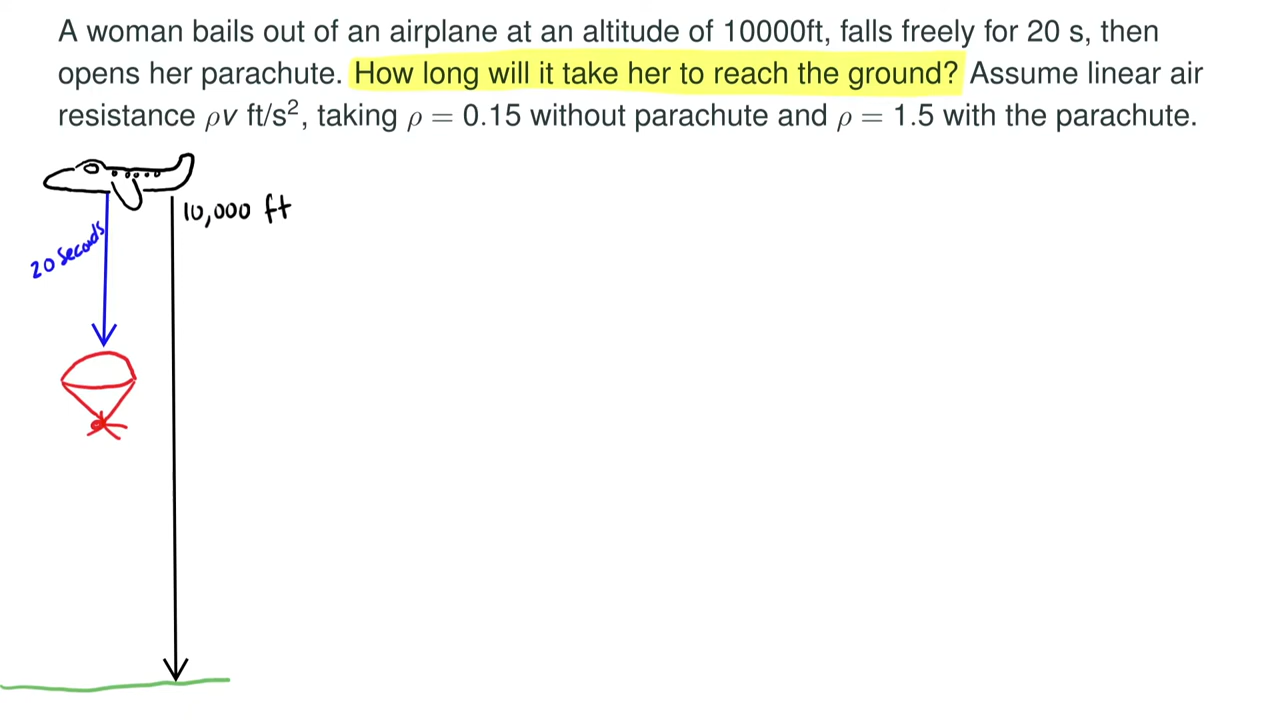 A woman bails out of an airplane at an altitude of 10000ft, falls freely for 20 s, then
opens her parachute. How long will it take her to reach the ground? Assume linear air
resistance ρv ft/s², taking ρ = 0.15 without parachute and ρ = 1.5 with the parachute.
10,000 ft
20 Seconds